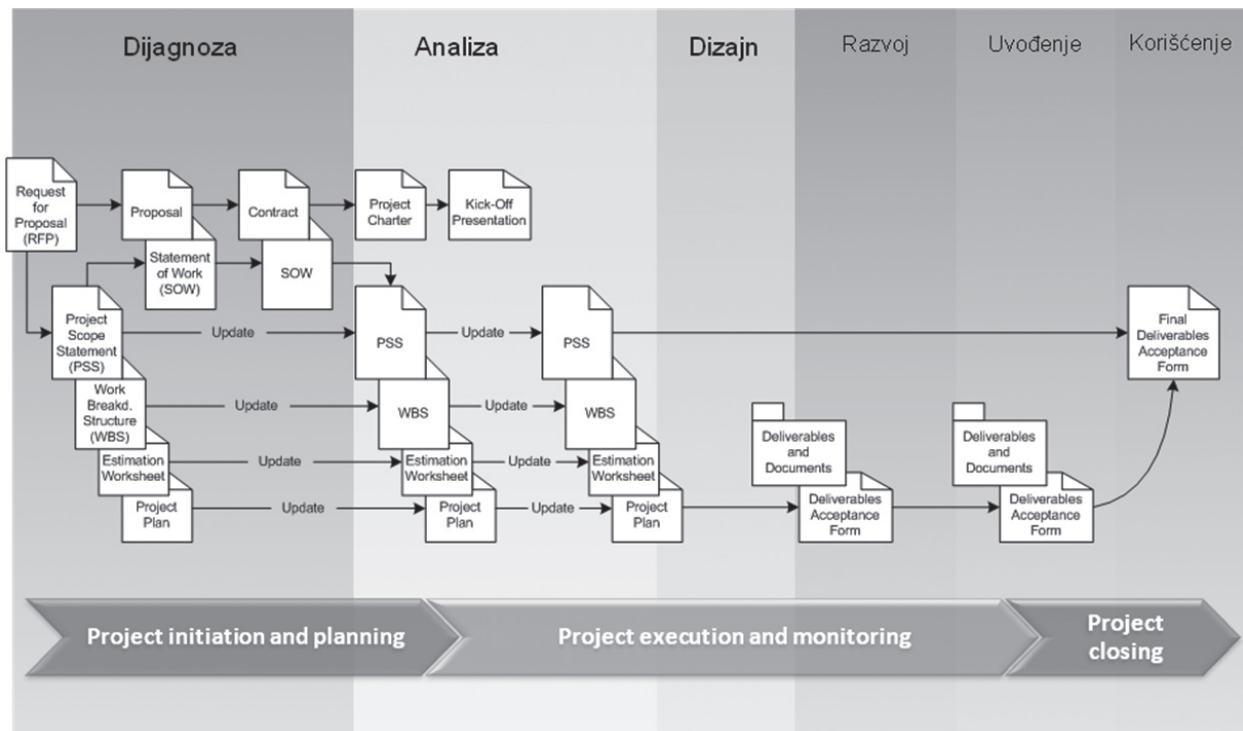 Dijagnoza
Analiza
Dizajn
Razvoj
Uvođenje
Korišćenje
Request
for
Proposal
(RFP)
Proposal
Contract
Project
Charter
Kick-Off
Presentation
Statement
of Work
(SOW)
SOW
Project
Scope
Statement
(PSS)
Update
PSS
Update
PSS
Final
Deliverables
Acceptance
Form
Work
Breakd.
Structure
(WBS)
Update
WBS
Update
WBS
Estimation
Worksheet
Update
Estimation
Worksheet
Update
Estimation
Worksheet
Project
Plan
Update
Project
Plan
Update
Project
Plan
Deliverables
and
Documents
Deliverables
Acceptance
Form
Deliverables
and
Documents
Deliverables
Acceptance
Form
Project initiation and planning
Project execution and monitoring
Project
closing